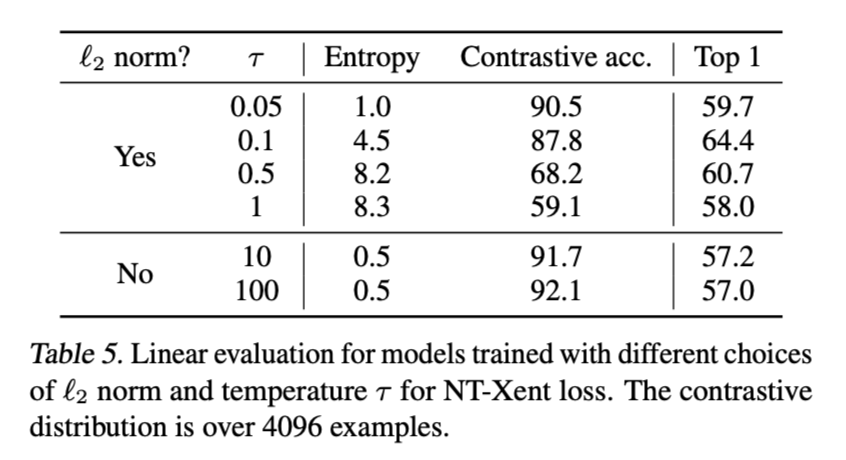 ℓ₂ norm? τ Entropy Contrastive acc. Top 1
0.05 1.0 90.5 59.7
0.1 4.5 87.8 64.4
Yes
0.5 8.2 68.2 60.7
1 8.3 59.1 58.0
10 0.5 91.7 57.2
No
100 0.5 92.1 57.0
Table 5. Linear evaluation for models trained with different choices
of ℓ₂ norm and temperature τ for NT-Xent loss. The contrastive
distribution is over 4096 examples.